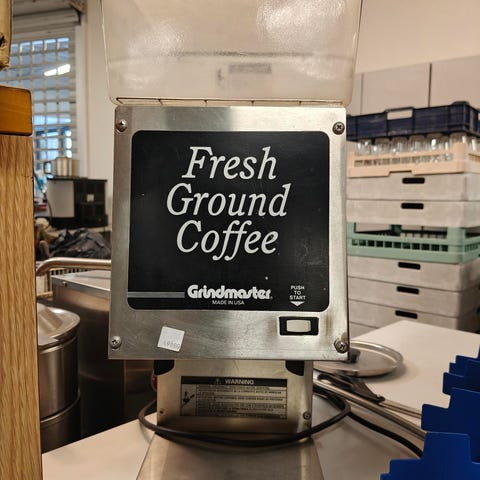 Fresh
Ground
Coffee
Grindmaster
MADE IN USA
PUSH
TO
START
WARNING